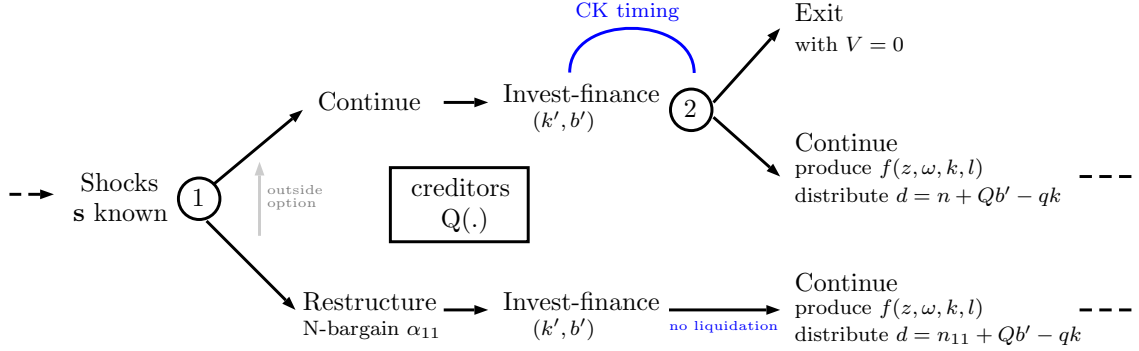 CK timing
Exit
with V = 0
Continue
Invest-finance
(k′, b′)
2
Continue
produce f(z, ω, k, l)
distribute d = n + Qb′ − qk
Shocks
s known
1
outside
option
creditors
Q(.)
Restructure
N-bargain α₁₁
Invest-finance
(k′, b′)
no liquidation
Continue
produce f(z, ω, k, l)
distribute d = n₁₁ + Qb′ − qk